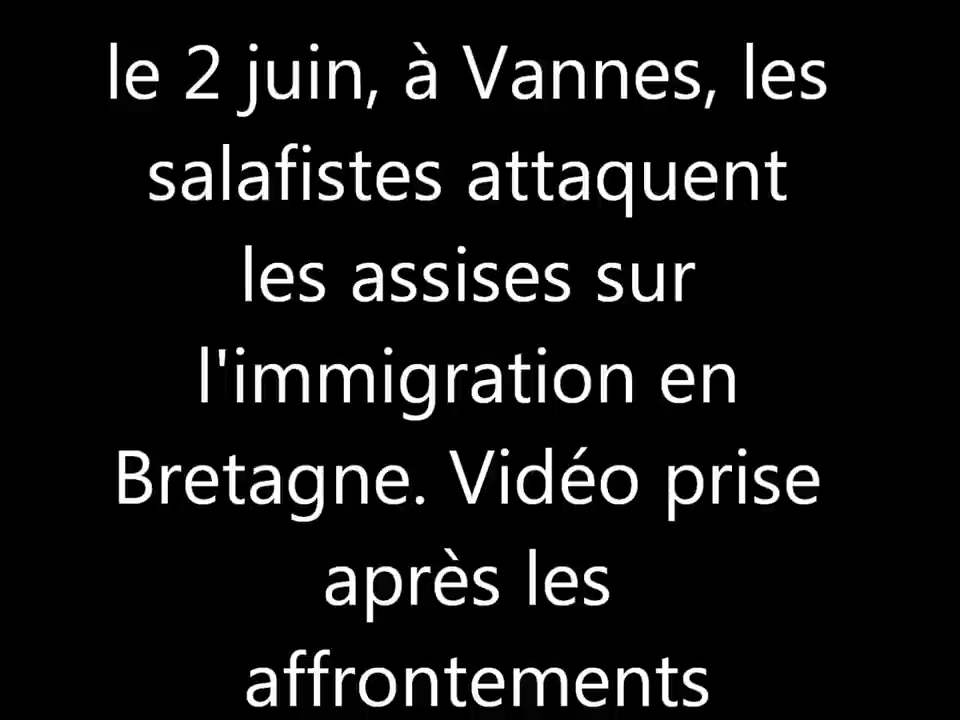 le 2 juin, à Vannes, les
salafistes attaquent
les assises sur
l'immigration en
Bretagne. Vidéo prise
après les
affrontements